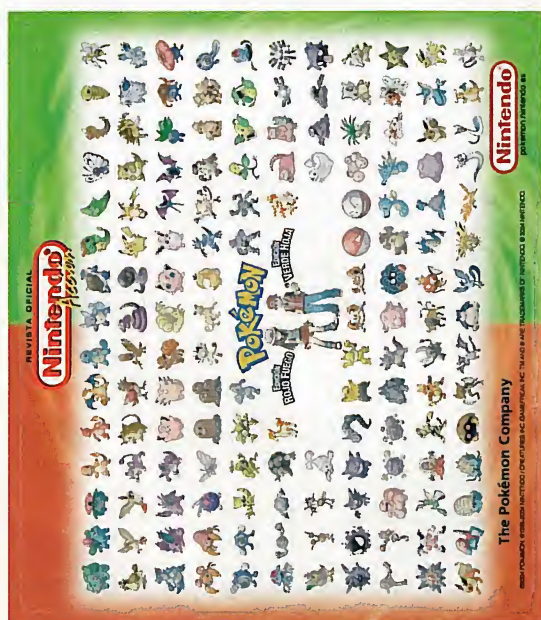 REVISTA OFICIAL
Nintendo
Acción
POKÉMON
EDICIÓN
ROJO FUEGO
EDICIÓN
VERDE HOJA
The Pokémon Company
Nintendo
pokemon.nintendo.es